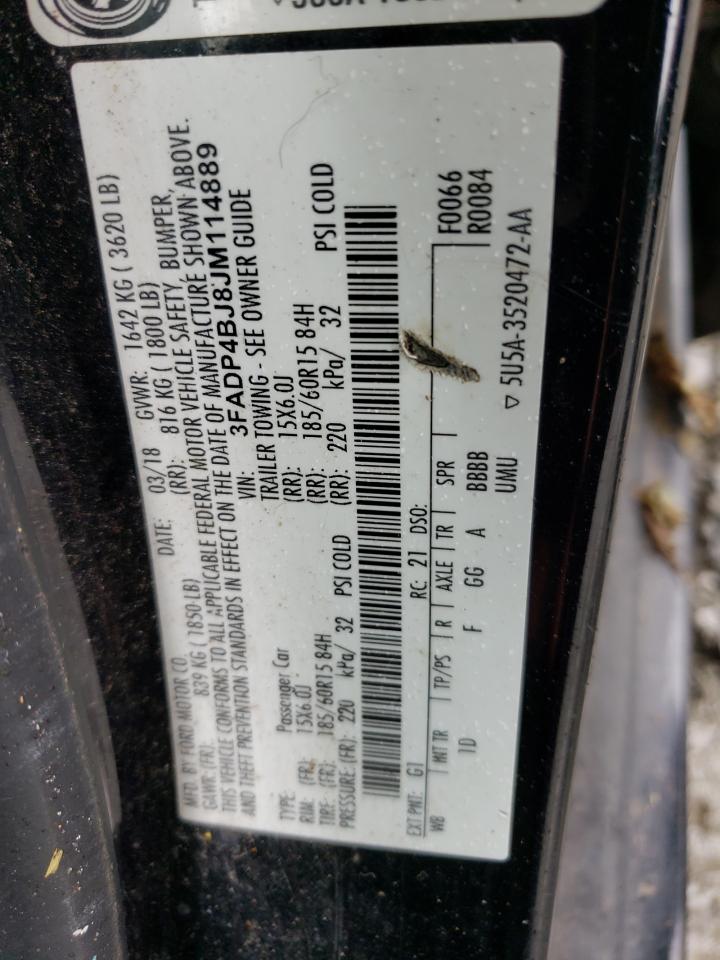 MFD. BY FORD MOTOR CO.
DATE: 03/18 GVWR: 1642 KG ( 3620 LB)
GAWR: (FR): 839 KG ( 1850 LB) (RR): 816 KG ( 1800 LB)
THIS VEHICLE CONFORMS TO ALL APPLICABLE FEDERAL MOTOR VEHICLE SAFETY, BUMPER,
AND THEFT PREVENTION STANDARDS IN EFFECT ON THE DATE OF MANUFACTURE SHOWN ABOVE.
VIN: 3FADP4BJ8JM114889
TYPE: Passenger Car TRAILER TOWING - SEE OWNER GUIDE
RIM: (FR): 15X6.0J (RR): 15X6.0J
TIRE: (FR): 185/60R15 84H (RR): 185/60R15 84H
PRESSURE: (FR): 220 kPa/ 32 PSI COLD (RR): 220 kPa/ 32 PSI COLD
EXT PNT: G1 RC: 21 DSO: F0066
WB INT TR TP/PS R AXLE TR SPR R0084
ID F GG A BBBB
UMU
▽ 5U5A-3520472-AA